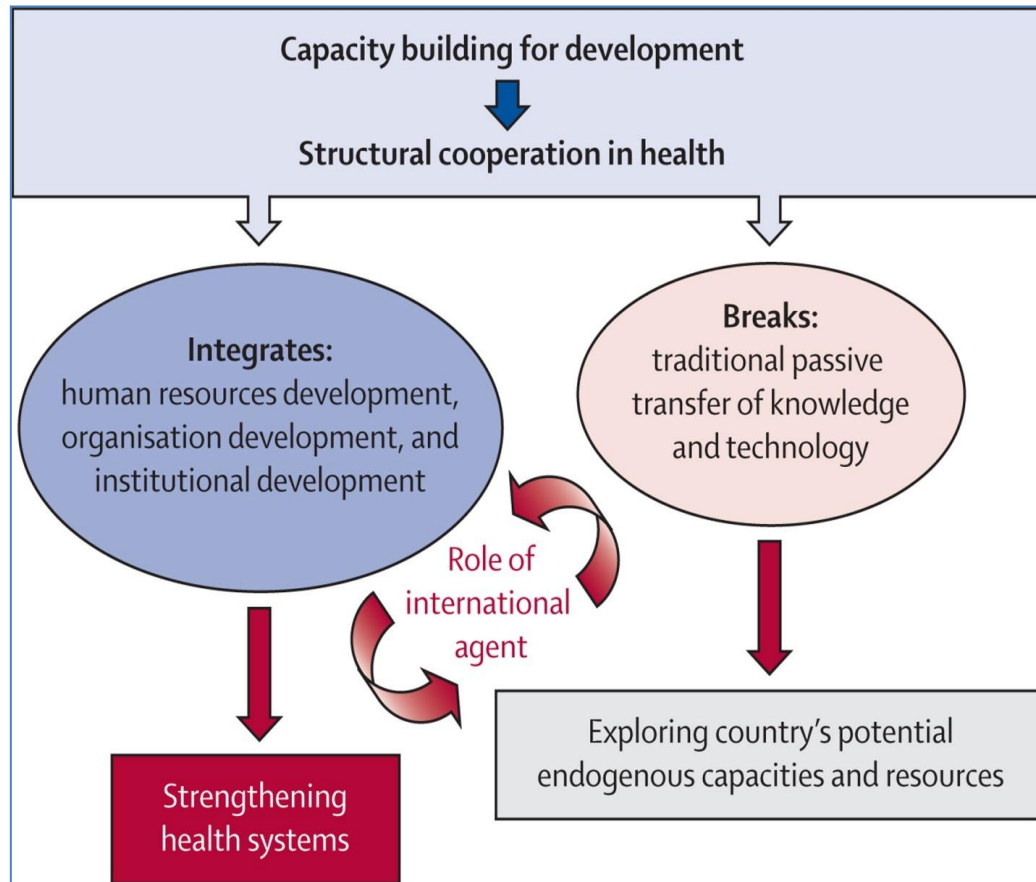 Capacity building for development
Structural cooperation in health
Integrates:
human resources development,
organisation development, and
institutional development
Breaks:
traditional passive
transfer of knowledge
and technology
Role of
international
agent
Strengthening
health systems
Exploring country’s potential
endogenous capacities and resources